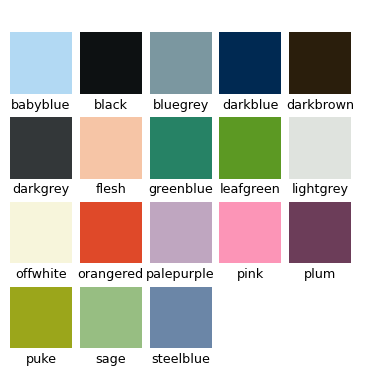 babyblue black bluegrey darkblue darkbrown
darkgrey flesh greenblue leafgreen lightgrey
offwhite orangered palepurple pink plum
puke sage steelblue